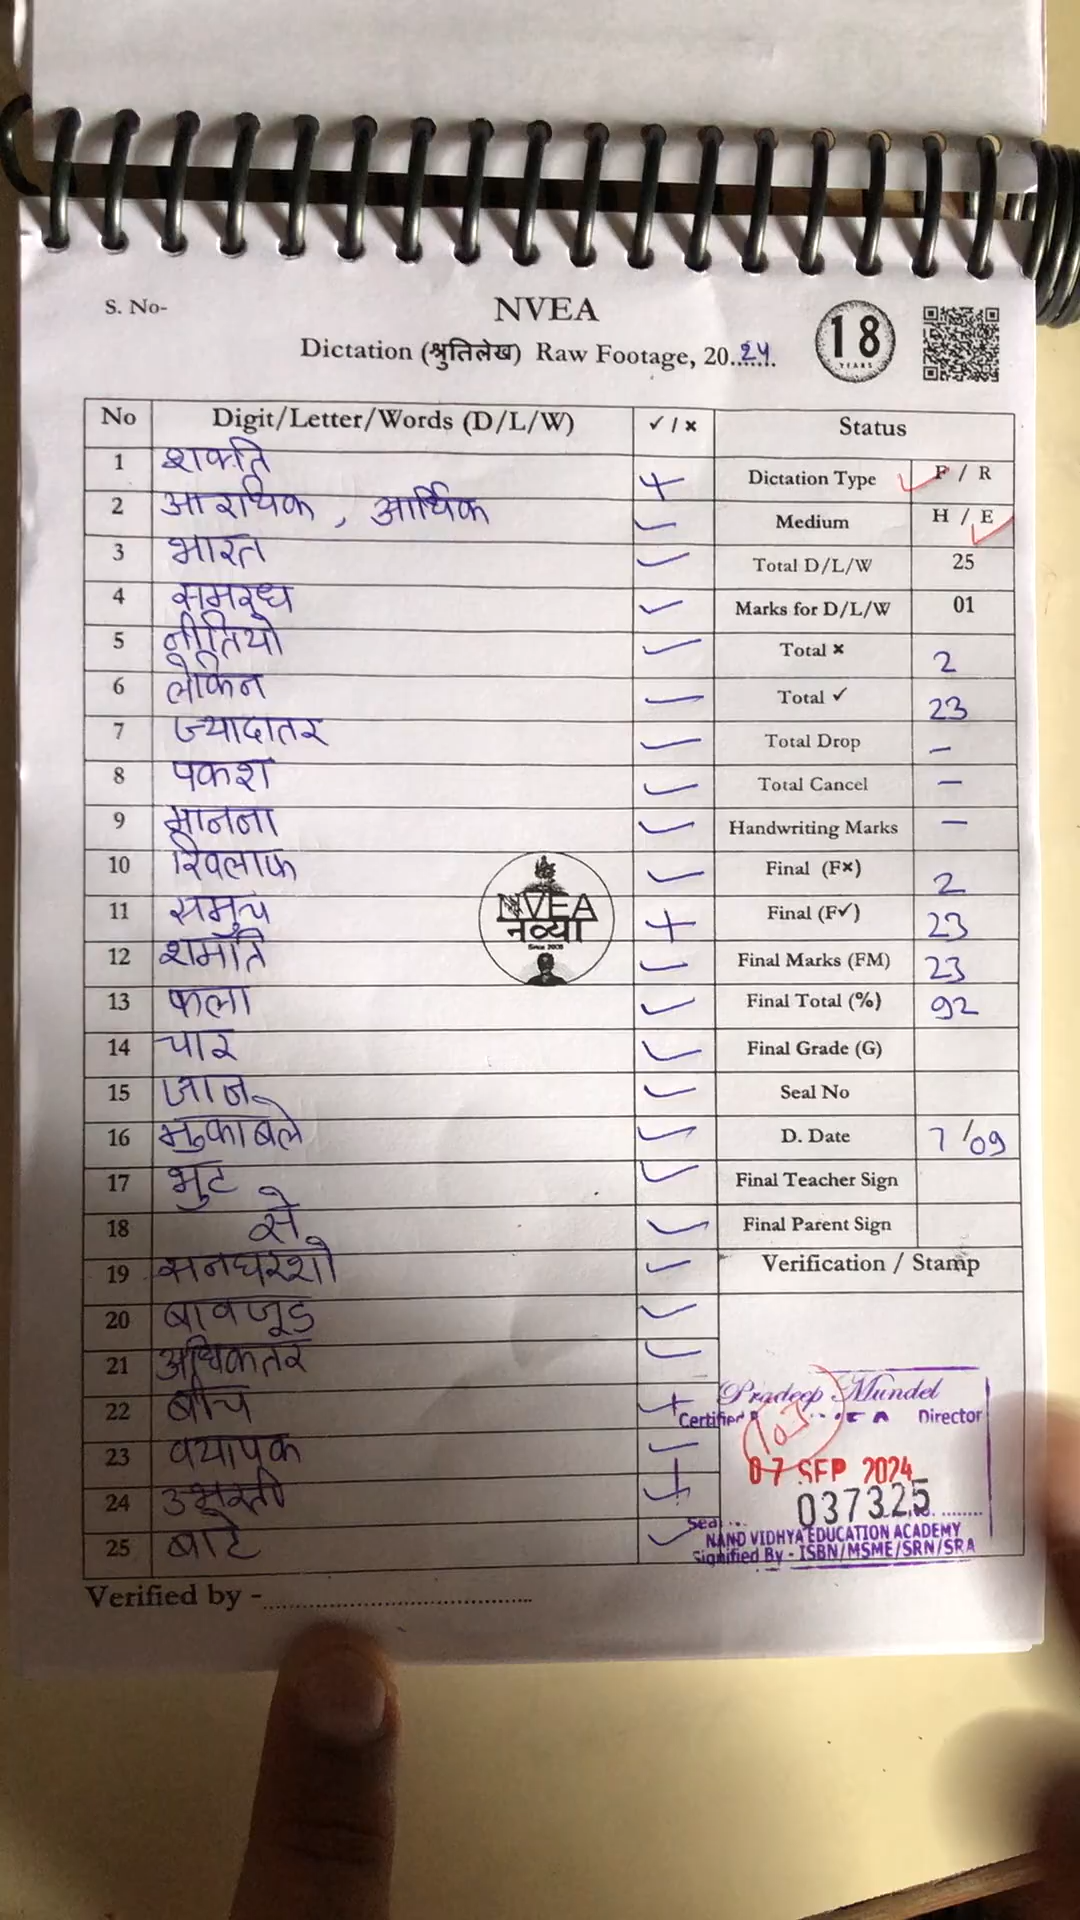 S. No-
NVEA
Dictation (श्रुतिलेख) Raw Footage, 20..24....
18
YEARS
No Digit/Letter/Words (D/L/W) ✓ / × Status
1 शक्ति + Dictation Type F / R
2 आरथिक , आर्थिक ✓ Medium H / E
3 भारत ✓ Total D/L/W 25
4 समरध ✓ Marks for D/L/W 01
5 नीतियो ✓ Total × 2
6 लेकिन ✓ Total ✓ 23
7 ज्यादातर ✓ Total Drop –
8 पकश ✓ Total Cancel –
9 मानना ✓ Handwriting Marks –
10 खिलाफ ✓ Final (F×) 2
11 समुच + Final (F✓) 23
12 ✓ Final Marks (FM) 23
13 कला ✓ Final Total (%) 92
14 चार ✓ Final Grade (G)
15 जान ✓ Seal No
16 मुकाबले ✓ D. Date 7/09
17 भुट ✓ Final Teacher Sign
18 से ✓ Final Parent Sign
19 सनघरशो ✓ Verification / Stamp
20 बावजूड ✓
21 अधिकतर ✓
22 बीच +
23 वयापक ✓
24
25 बाटे ✓
NVEA
नव्या
Since 2006
Pradeep Mundel
Director
07 SEP 2024
037325
NAND VIDHYA EDUCATION ACADEMY
Signified By - ISBN/MSME/SRN/SRA
Verified by -